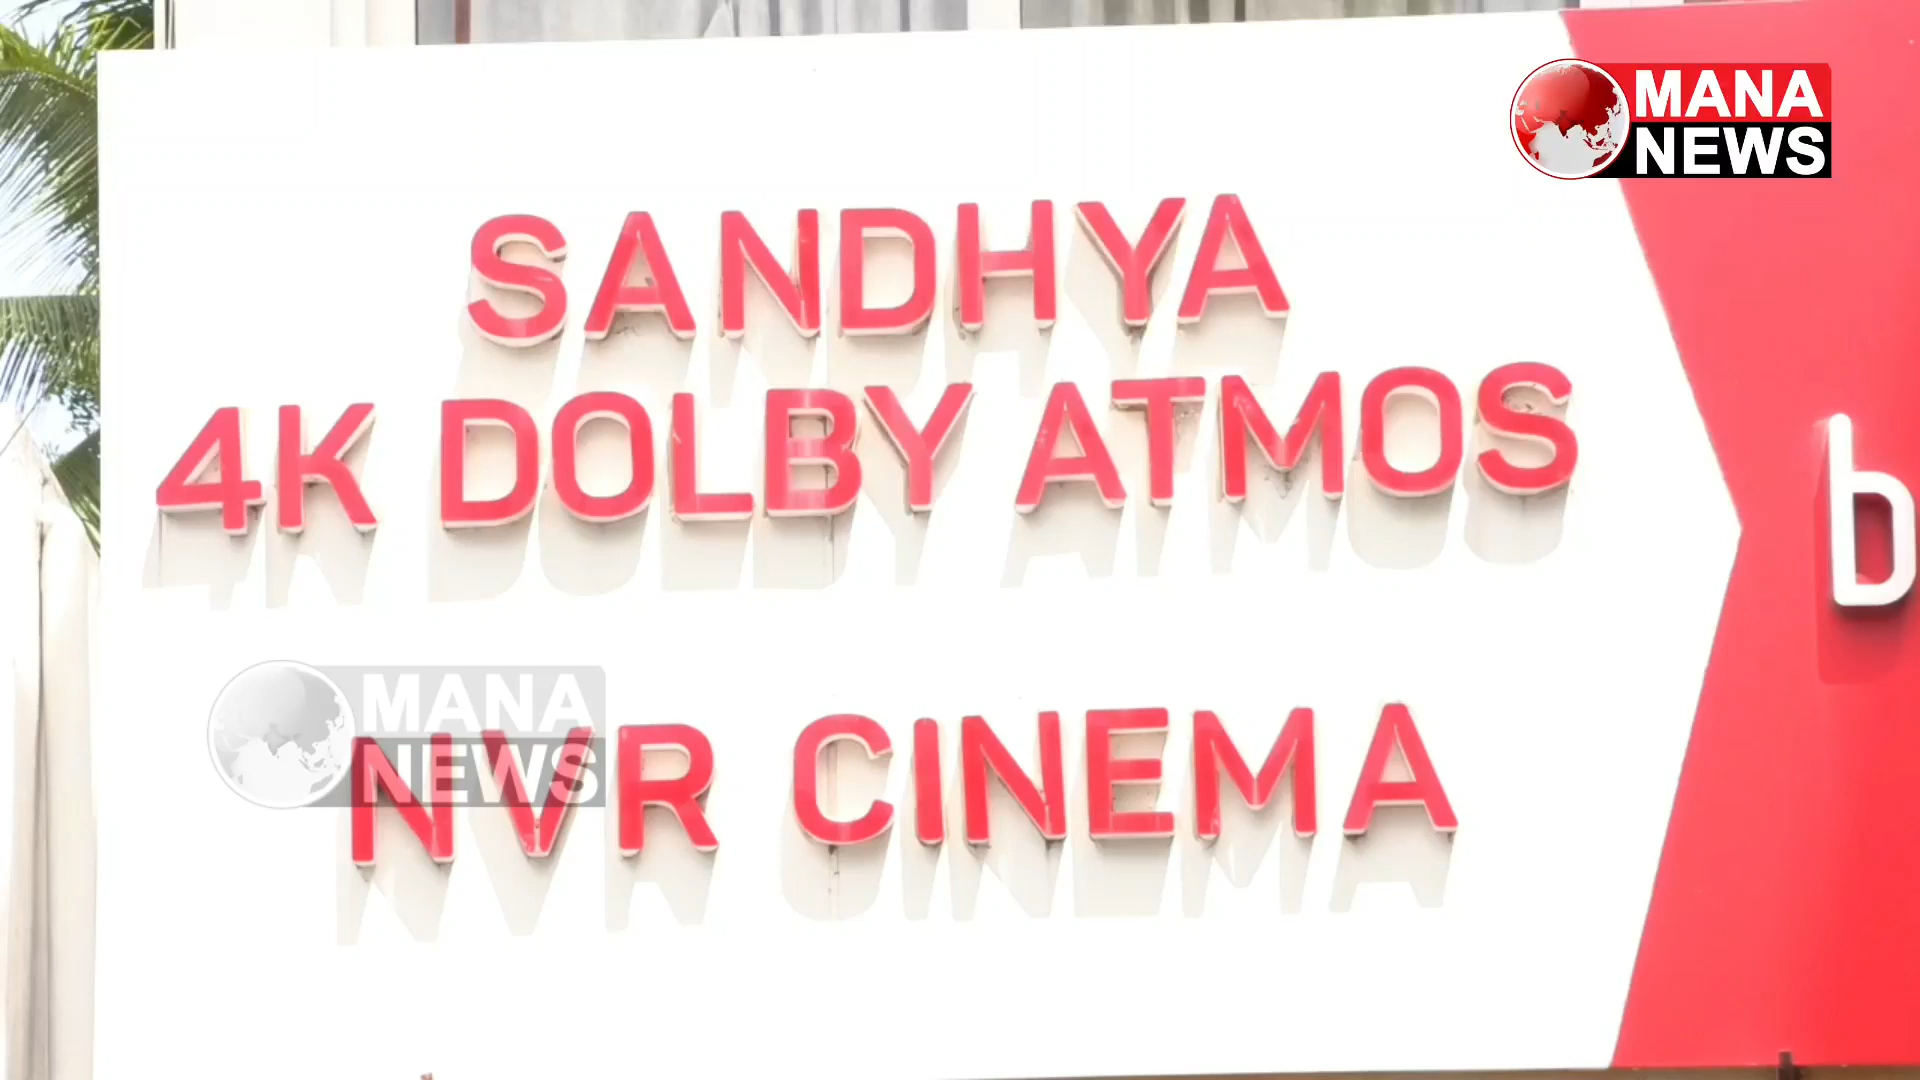 MANA
NEWS
SANDHYA
4K DOLBY ATMOS
b
MANA
NEWS
NVR CINEMA